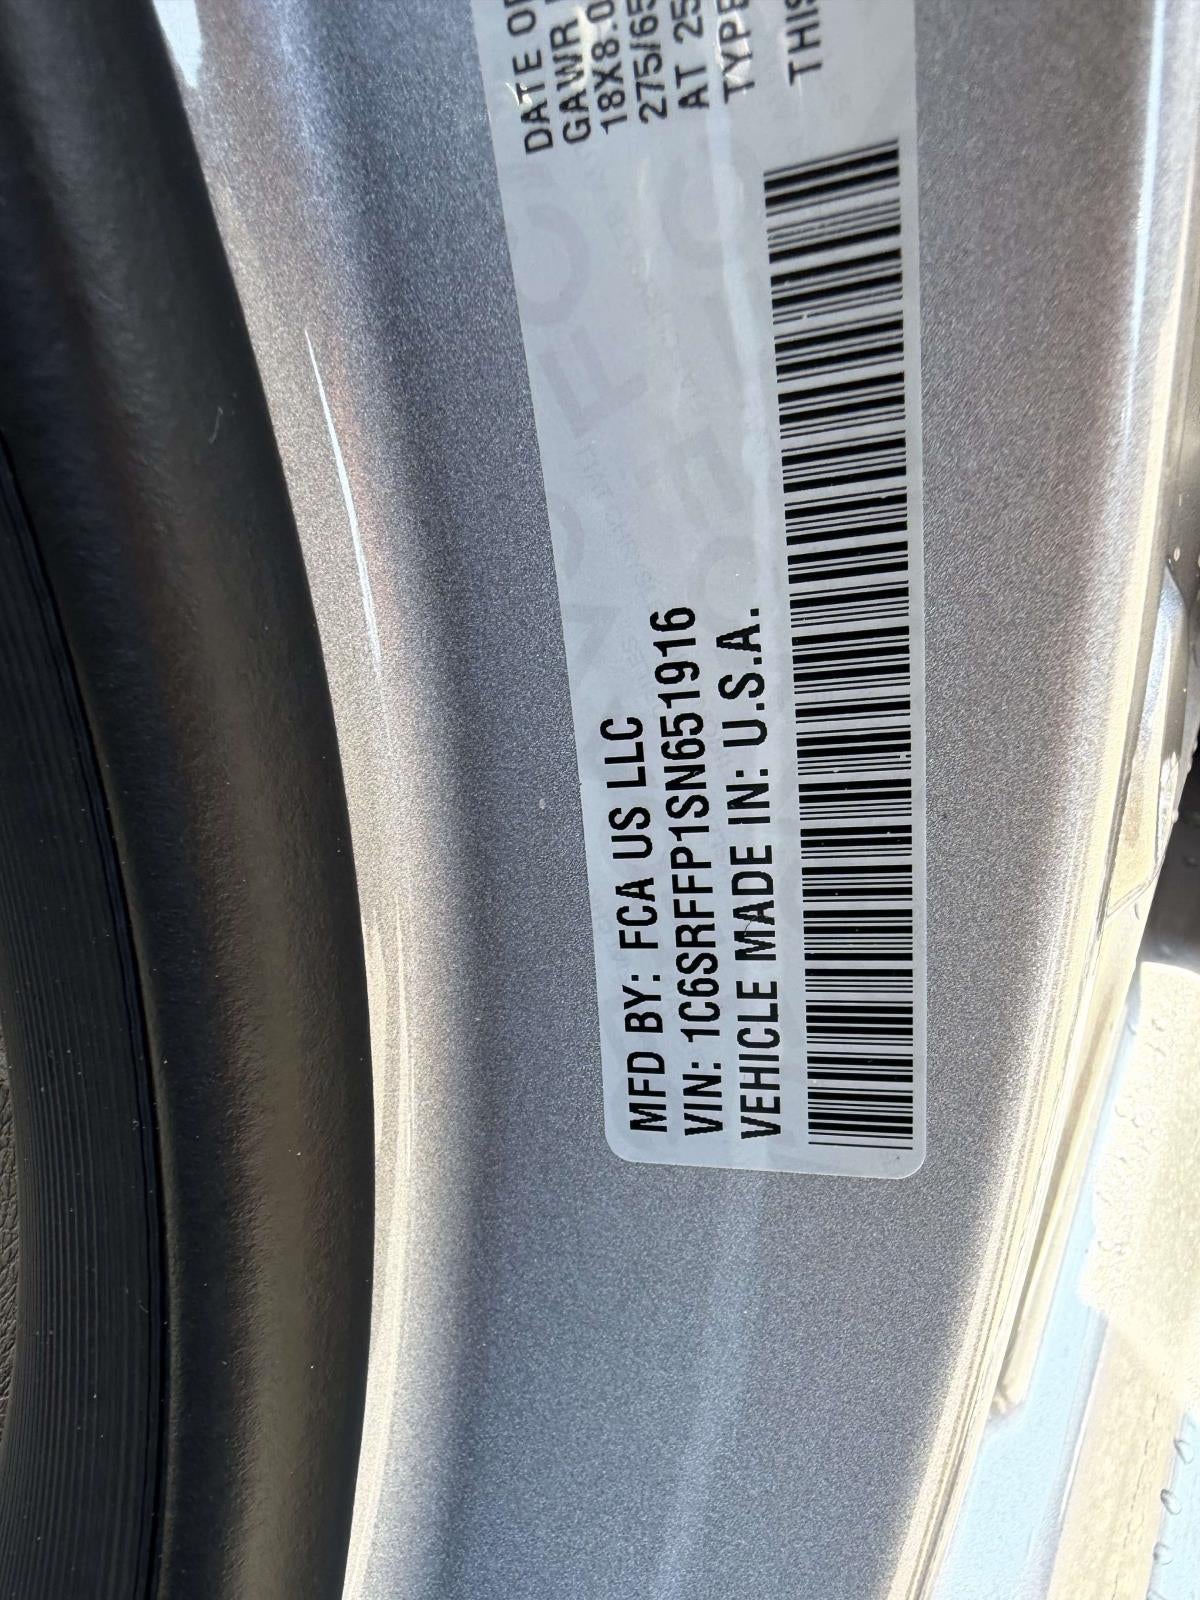 MFD BY: FCA US LLC
VIN: 1C6SRFFP1SN651916
VEHICLE MADE IN: U.S.A.
DATE OF
GAWR
18X8.0
275/65
AT 25
TYPE
THIS